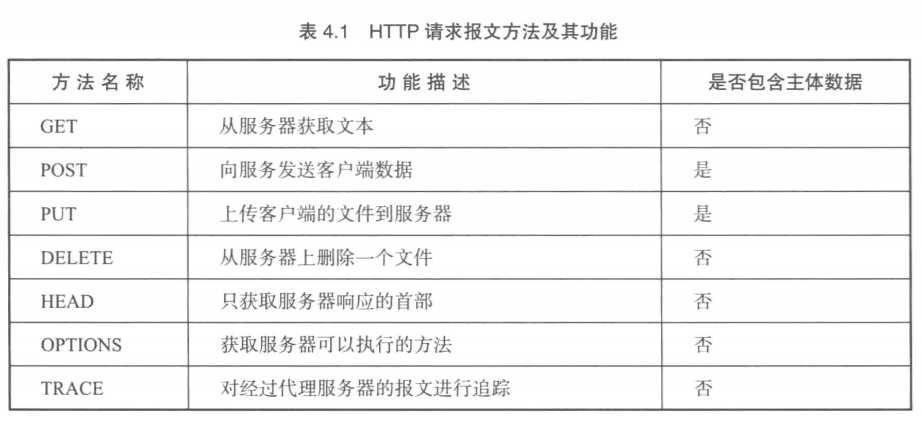 表 4.1 HTTP 请求报文方法及其功能
方法名称 功能描述 是否包含主体数据
GET 从服务器获取文本 否
POST 向服务发送客户端数据 是
PUT 上传客户端的文件到服务器 是
DELETE 从服务器上删除一个文件 否
HEAD 只获取服务器响应的首部 否
OPTIONS 获取服务器可以执行的方法 否
TRACE 对经过代理服务器的报文进行追踪 否